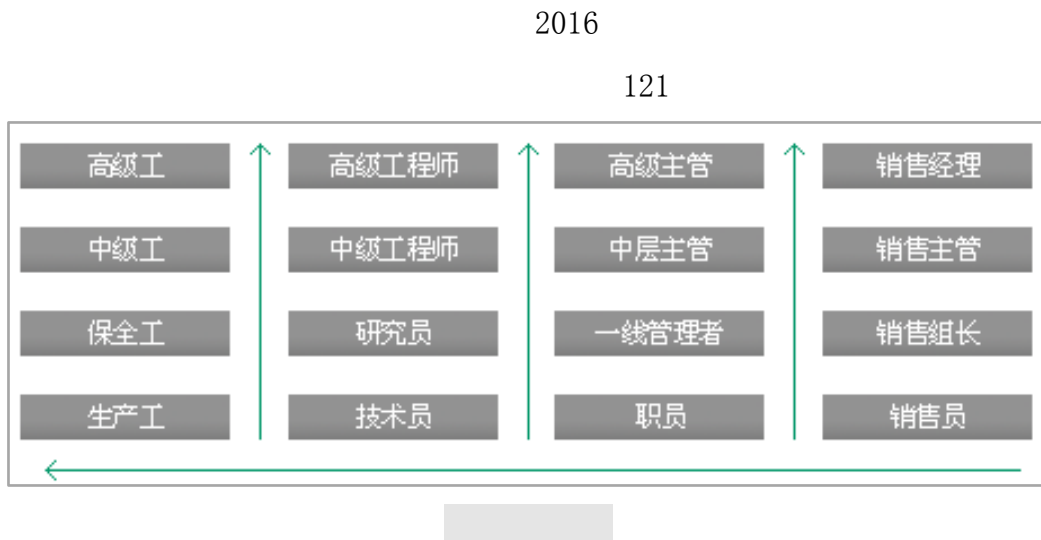 2016
121
高级工 高级工程师 高级主管 销售经理
中级工 中级工程师 中层主管 销售主管
保全工 研究员 一线管理者 销售组长
生产工 技术员 职员 销售员